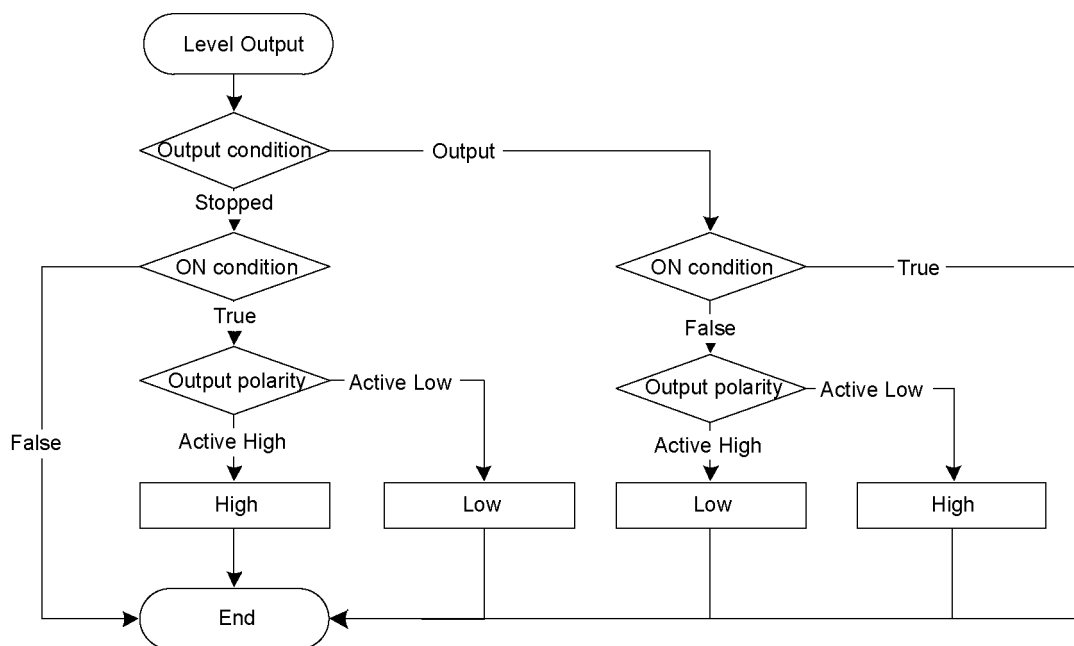 Level Output
Output condition
Output
Stopped
ON condition
ON condition
True
True
False
Output polarity
Active Low
Output polarity
Active Low
False
Active High
Active High
High
Low
Low
High
End